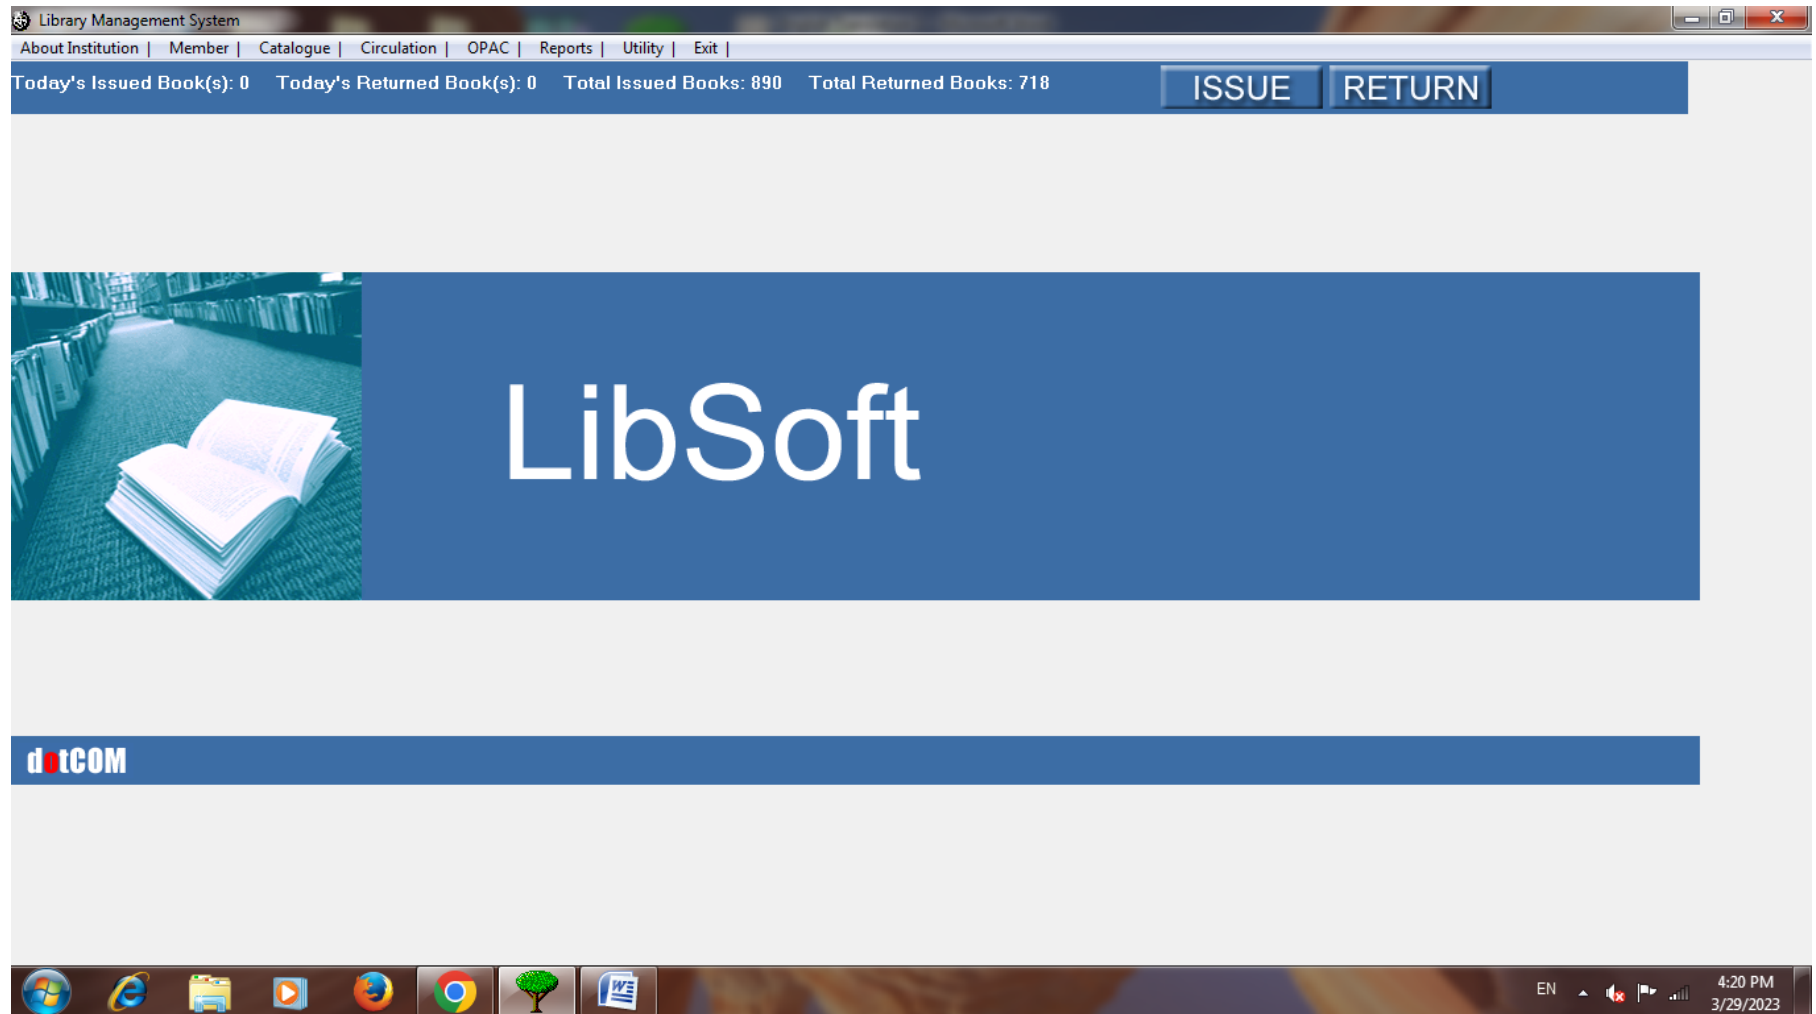 Library Management System
About Institution | Member | Catalogue | Circulation | OPAC | Reports | Utility | Exit |
Today's Issued Book(s): 0 Today's Returned Book(s): 0 Total Issued Books: 890 Total Returned Books: 718 ISSUE RETURN
LibSoft
dotCOM
EN 4:20 PM
3/29/2023